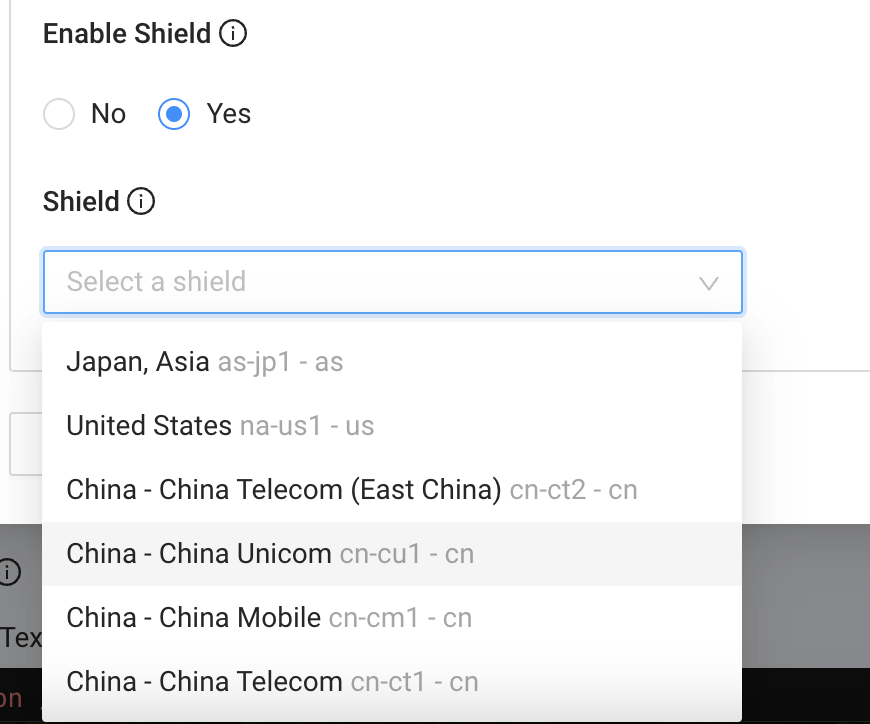 Enable Shield
No Yes
Shield
Select a shield
Japan, Asia as-jp1 - as
United States na-us1 - us
China - China Telecom (East China) cn-ct2 - cn
China - China Unicom cn-cu1 - cn
China - China Mobile cn-cm1 - cn
China - China Telecom cn-ct1 - cn